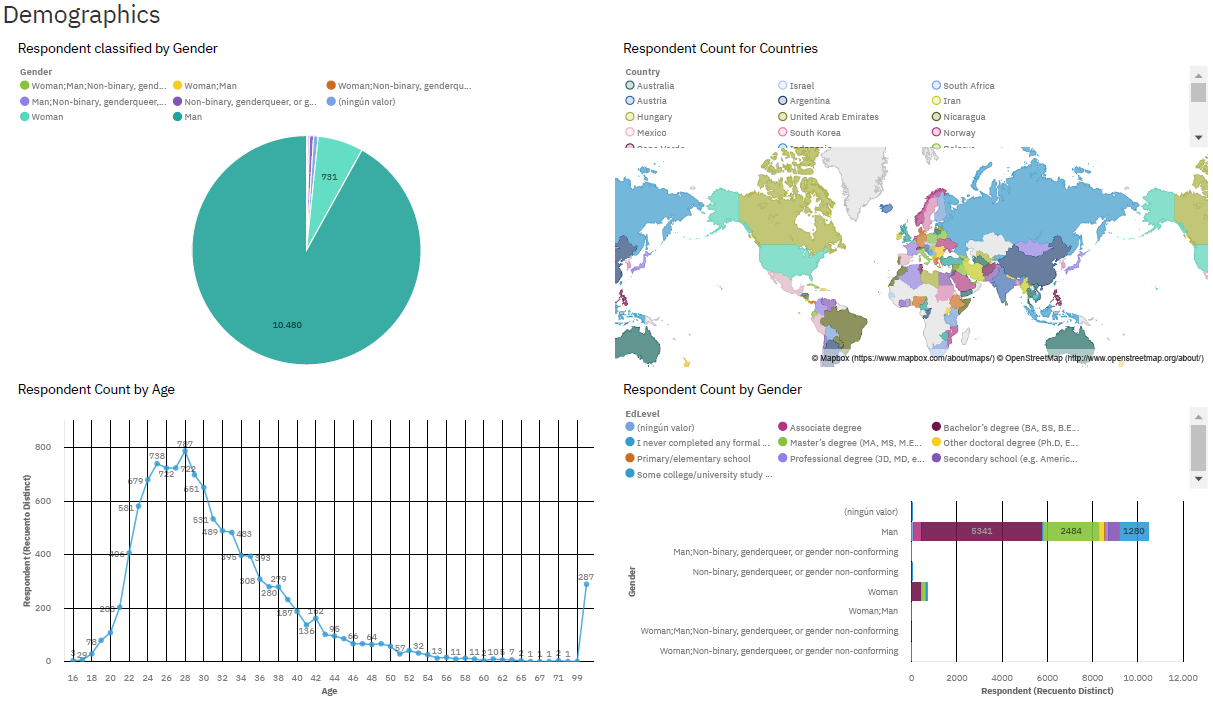 Demographics
Respondent classified by Gender
Gender
Woman;Man;Non-binary, gend...
Woman;Man
Woman;Non-binary, genderqu...
Man;Non-binary, genderqueer,...
Non-binary, genderqueer, or g...
(ningún valor)
Woman
Man
731
10.480
Respondent Count for Countries
Country
Australia
Israel
South Africa
Austria
Argentina
Iran
Hungary
United Arab Emirates
Nicaragua
Mexico
South Korea
Norway
© Mapbox (https://www.mapbox.com/about/maps/) © OpenStreetMap (http://www.openstreetmap.org/about/)
Respondent Count by Age
Respondent (Recuento Distinct)
800
600
400
200
0
3
29
78
203
406
581
679
738
722
787
722
651
531
489
483
395
393
308
280
279
187
136
162
95
66
64
57
32
13
11
11
2
10
5
7
2
1
1
1
2
1
287
16 18 20 22 24 26 28 30 32 34 36 38 40 42 44 46 48 50 52 54 56 58 60 62 65 67 71 99
Age
Respondent Count by Gender
EdLevel
(ningún valor)
Associate degree
Bachelor's degree (BA, BS, B.E...
I never completed any formal ...
Master's degree (MA, MS, M.E...
Other doctoral degree (Ph.D, E...
Primary/elementary school
Professional degree (JD, MD, e...
Secondary school (e.g. Americ...
Some college/university study ...
Gender
(ningún valor)
Man
5341
2484
1280
Man;Non-binary, genderqueer, or gender non-conforming
Non-binary, genderqueer, or gender non-conforming
Woman
Woman;Man
Woman;Man;Non-binary, genderqueer, or gender non-conforming
Woman;Non-binary, genderqueer, or gender non-conforming
0 2000 4000 6000 8000 10.000 12.000
Respondent (Recuento Distinct)